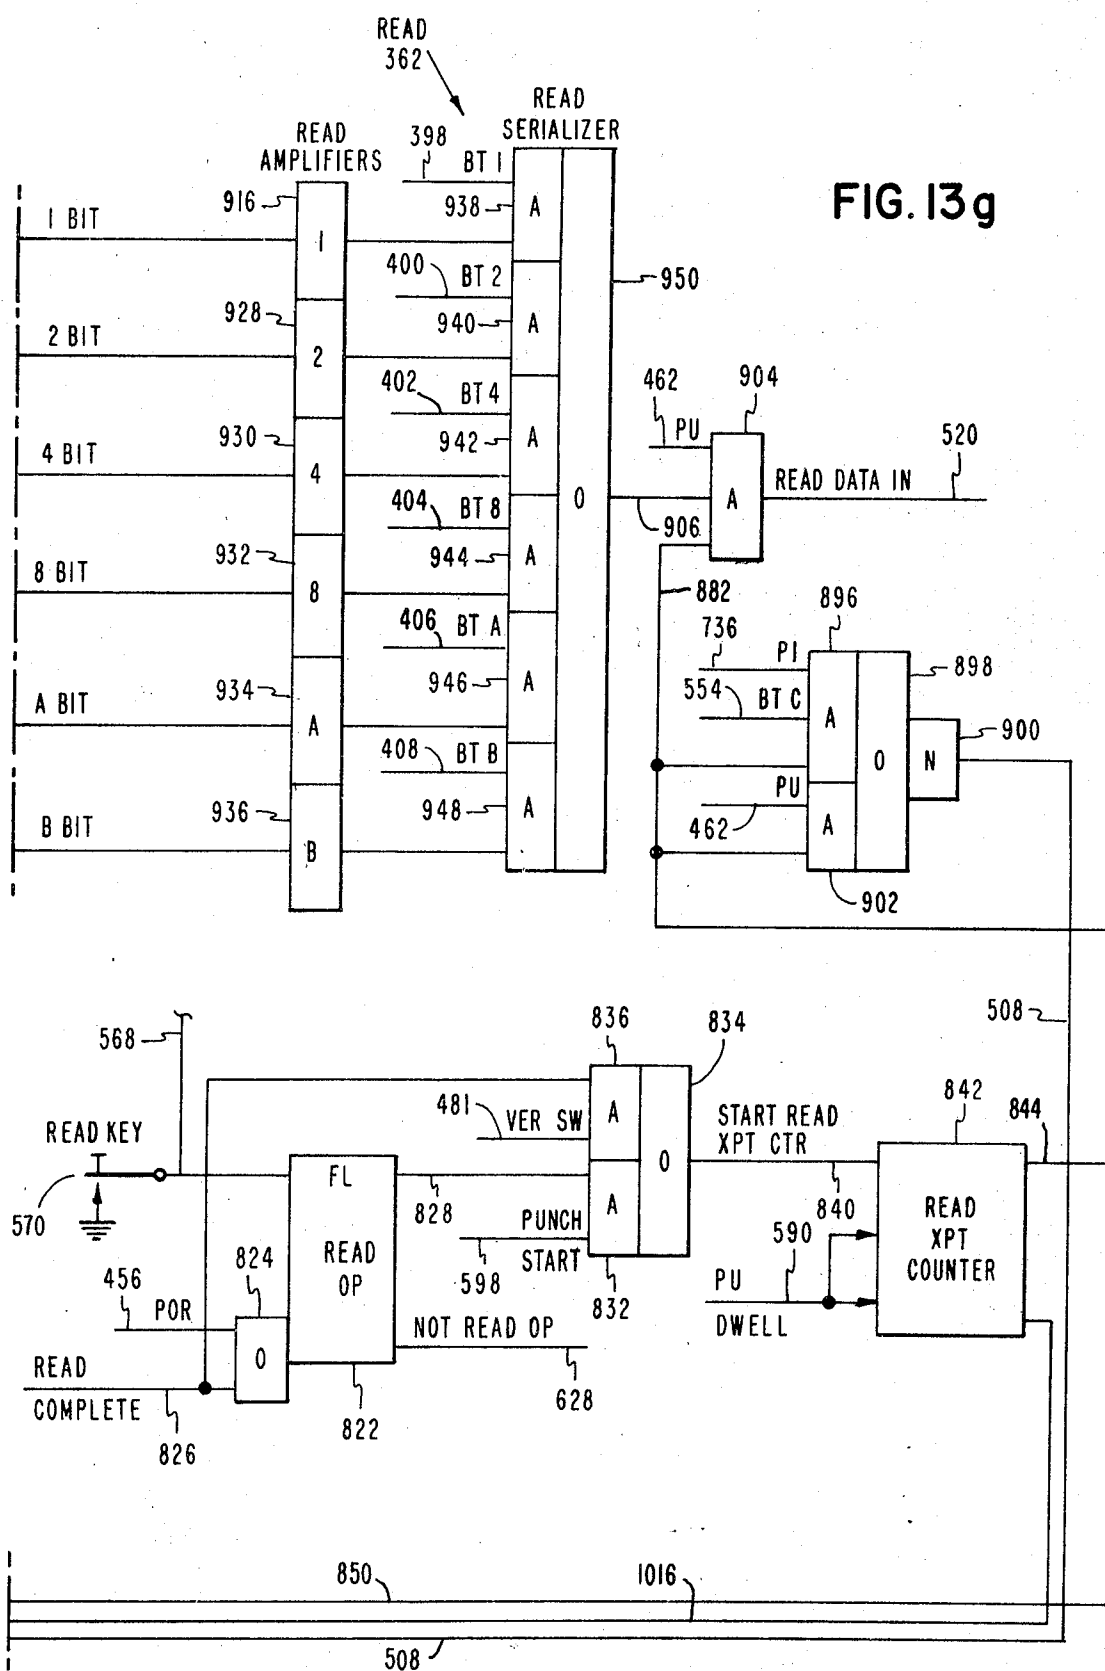 READ
362
READ
SERIALIZER
READ
AMPLIFIERS
FIG. 13g
398
BT 1
916
938
A
1 BIT
1
400
BT 2
950
928
940
A
2 BIT
2
402
BT 4
462
904
930
942
A
PU
4 BIT
4
520
READ DATA IN
A
O
404
BT 8
906
932
944
A
8 BIT
8
882
896
406
BT A
736
PI
898
934
946
A
554
BT C
A
A BIT
A
900
408
BT B
O
N
PU
936
948
A
462
A
B BIT
B
902
568
836
834
508
481
VER SW
A
842
844
READ KEY
START READ
XPT CTR
O
FL
570
828
A
840
READ
XPT
COUNTER
READ
OP
PUNCH
START
598
832
590
824
PU
DWELL
456
POR
NOT READ OP
O
READ
COMPLETE
628
822
826
850
1016
508